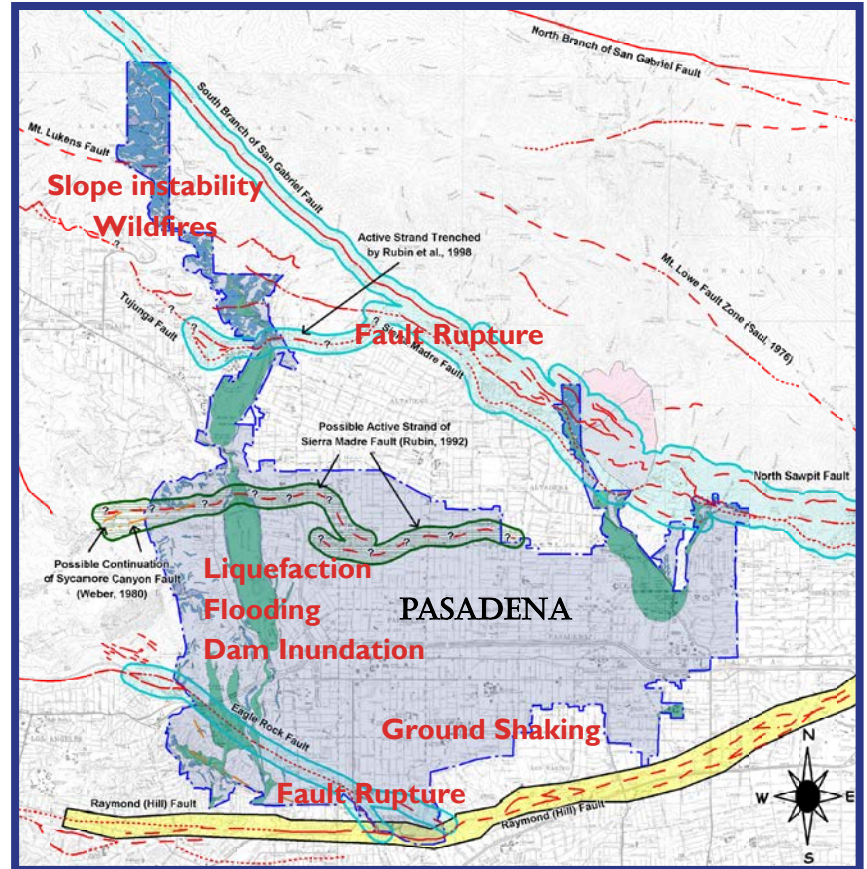 North Branch of San Gabriel Fault
South Branch of San Gabriel Fault
Mt. Lukens Fault
Slope instability
Wildfires
Active Strand Trenched
by Rubin et al., 1998
Mt. Lowe Fault Zone (Saul, 1976)
Tujunga Fault
?
?
?
?
?
?
Fault Rupture
Sierra Madre Fault
ALTADENA
Possible Active Strand of
Sierra Madre Fault (Rubin, 1992)
North Sawpit Fault
?
?
?
?
?
?
?
?
?
?
?
Possible Continuation
of Sycamore Canyon Fault
(Weber, 1980)
Liquefaction
Flooding
PASADENA
Dam Inundation
Eagle Rock Fault
Ground Shaking
Fault Rupture
Raymond (Hill) Fault
Raymond (Hill) Fault
N
W
E
S